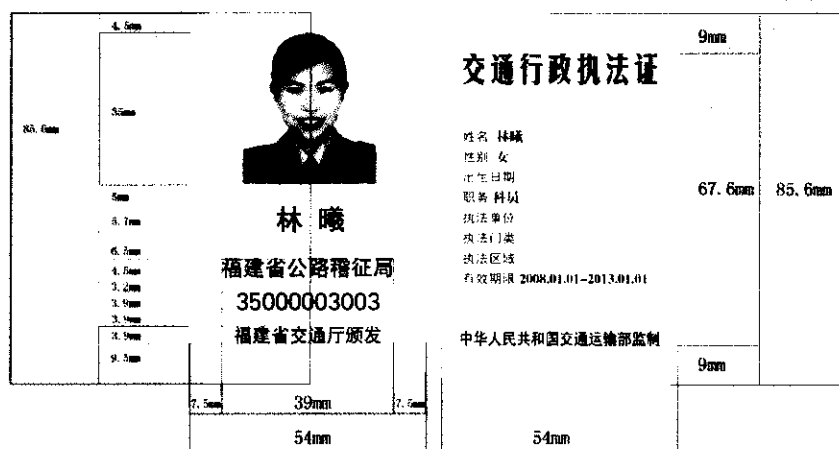 4.5mm
35mm
85.6mm
5mm
5.7mm
6.5mm
4.5mm
3.2mm
3.9mm
3.9mm
3.9mm
9.5mm
林曦
福建省公路稽征局
35000003003
福建省交通厅颁发
7.5mm
39mm
7.5mm
54mm
交通行政执法证
姓名 林曦
性别 女
出生日期
职务 科员
执法单位
执法门类
执法区域
有效期限 2008.01.01-2013.01.01
中华人民共和国交通运输部监制
9mm
67.6mm
85.6mm
9mm
54mm